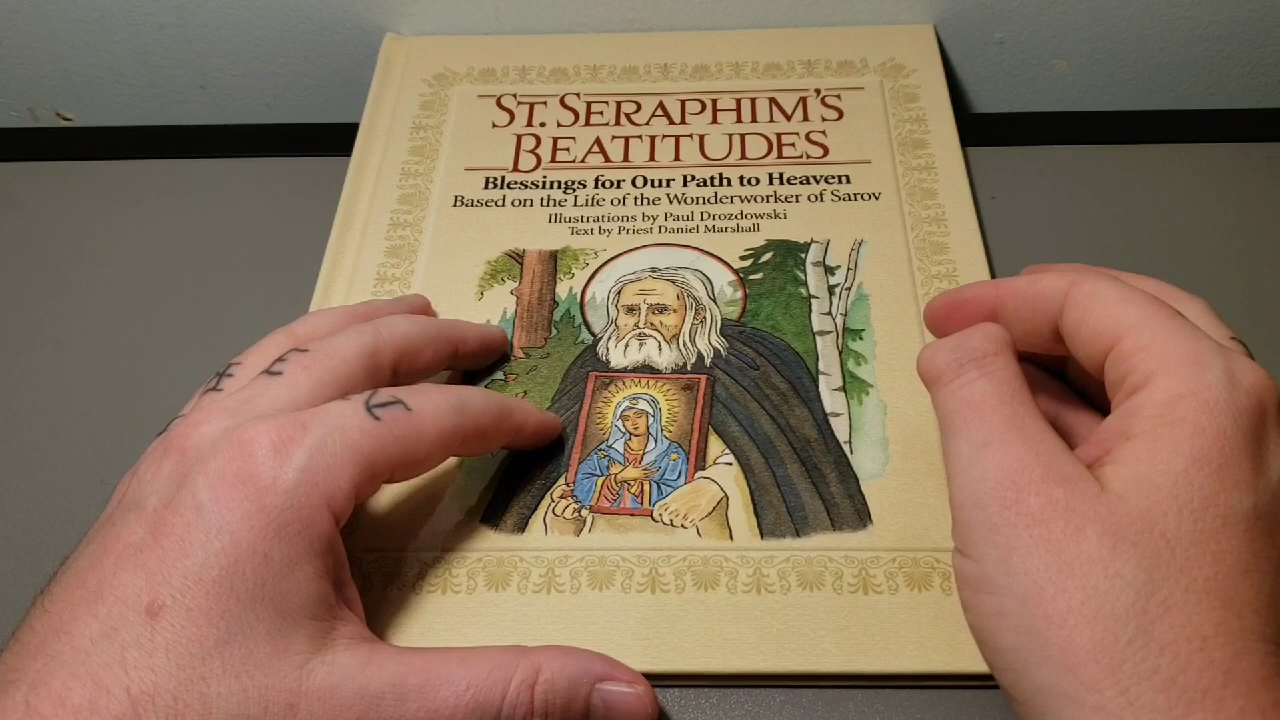 ST. SERAPHIM'S
BEATITUDES
Blessings for Our Path to Heaven
Based on the Life of the Wonderworker of Sarov
Illustrations by Paul Drozdowski
Text by Priest Daniel Marshall